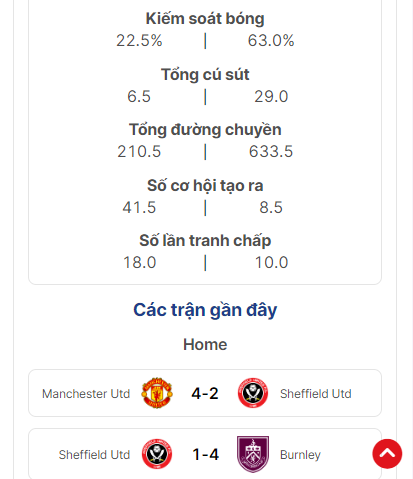 Kiếm soát bóng
22.5% | 63.0%
Tổng cú sút
6.5 | 29.0
Tổng đường chuyền
210.5 | 633.5
Số cơ hội tạo ra
41.5 | 8.5
Số lần tranh chấp
18.0 | 10.0
Các trận gần đây
Home
Manchester Utd 4-2 Sheffield Utd
Sheffield Utd 1-4 Burnley